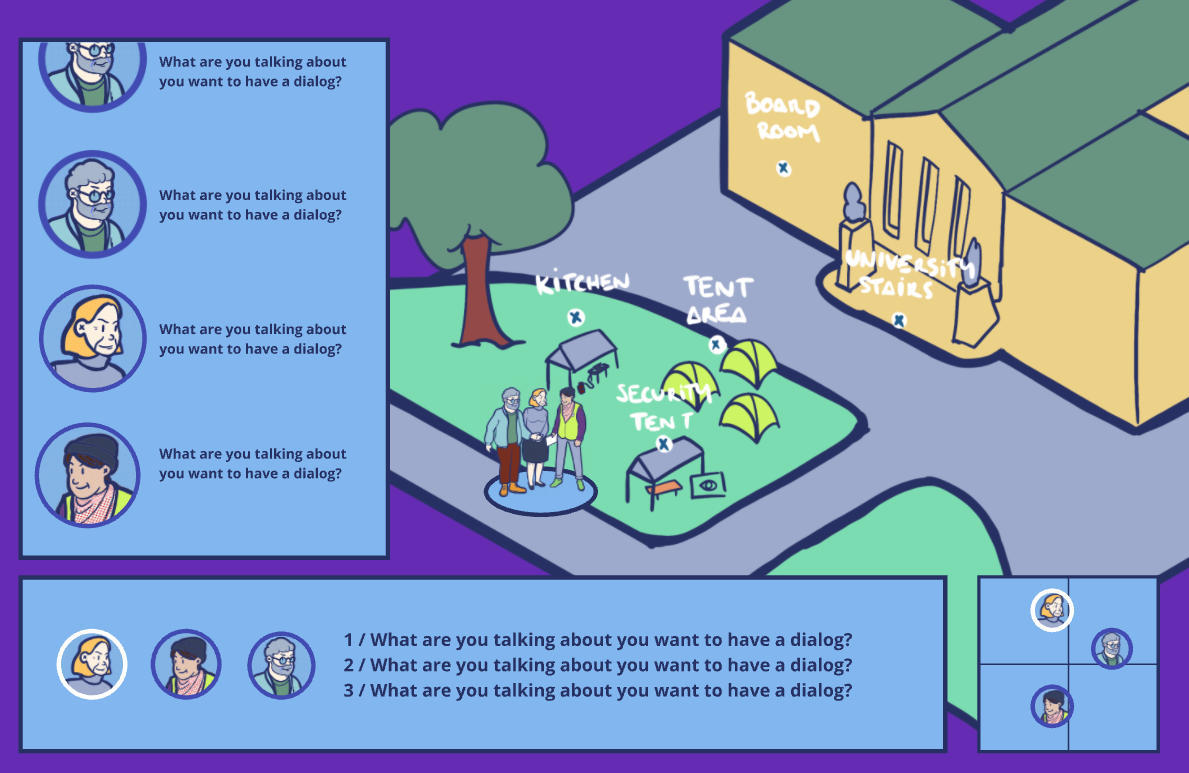 What are you talking about
you want to have a dialog?
What are you talking about
you want to have a dialog?
What are you talking about
you want to have a dialog?
What are you talking about
you want to have a dialog?
BOARD
ROOM
UNIVERSITY
STAIRS
KITCHEN
TENT
AREA
SECURITY
TENT
1 / What are you talking about you want to have a dialog?
2 / What are you talking about you want to have a dialog?
3 / What are you talking about you want to have a dialog?